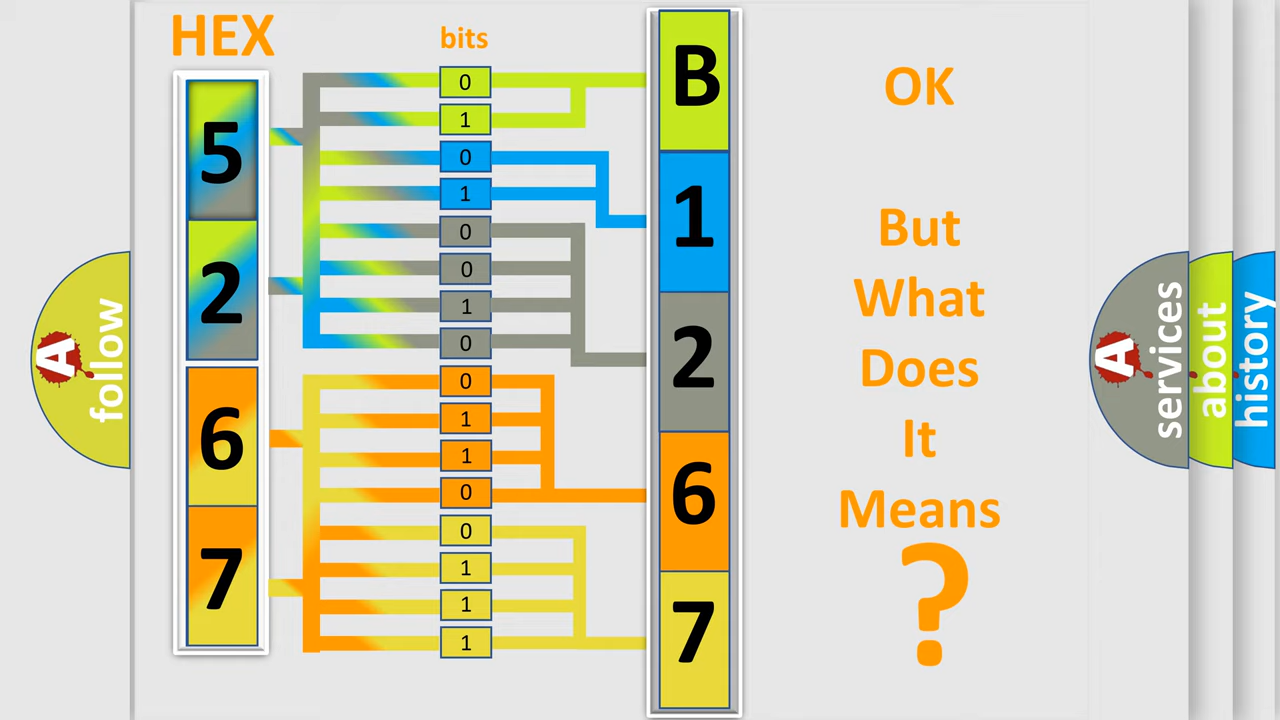 HEX
bits
5
2
6
7
0
1
0
1
0
0
1
0
0
1
1
0
0
1
1
1
B
1
2
6
7
OK
But
What
Does
It
Means
?
A
follow
A
services
about
history